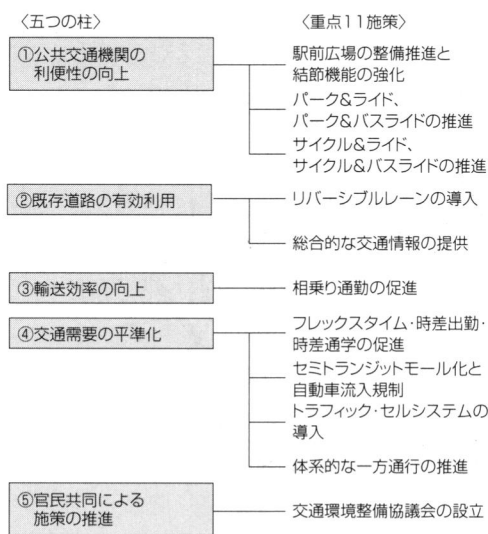 〈五つの柱〉
〈重点11施策〉
①公共交通機関の
利便性の向上
駅前広場の整備推進と
結節機能の強化
パーク&ライド、
パーク&バスライドの推進
サイクル&ライド、
サイクル&バスライドの推進
②既存道路の有効利用
リバーシブルレーンの導入
総合的な交通情報の提供
③輸送効率の向上
相乗り通勤の促進
④交通需要の平準化
フレックスタイム・時差出勤・
時差通学の促進
セミトランジットモール化と
自動車流入規制
トラフィック・セルシステムの
導入
体系的な一方通行の推進
⑤官民共同による
施策の推進
交通環境整備協議会の設立